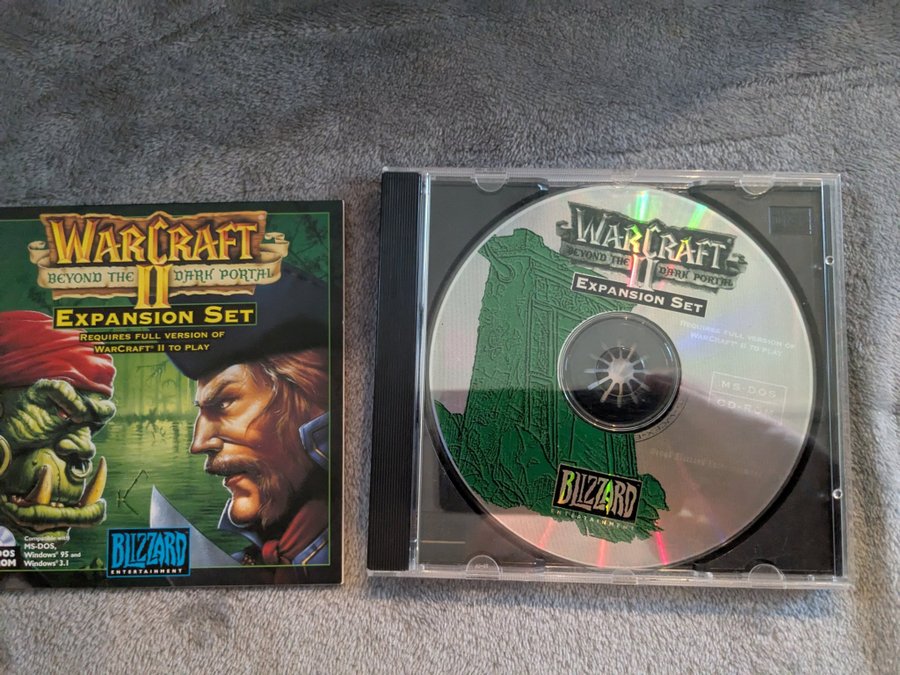 WARCRAFT
BEYOND THE DARK PORTAL
II
EXPANSION SET
REQUIRES FULL VERSION OF
WARCRAFT® II TO PLAY
Compatible with
MS-DOS,
Windows® 95 and
Windows® 3.1
DOS
ROM
BLIZZARD
ENTERTAINMENT
WARCRAFT
BEYOND THE DARK PORTAL
II
EXPANSION SET
REQUIRES FULL VERSION OF
WARCRAFT® II TO PLAY
MS-DOS
CD-ROM
BLIZZARD
ENTERTAINMENT